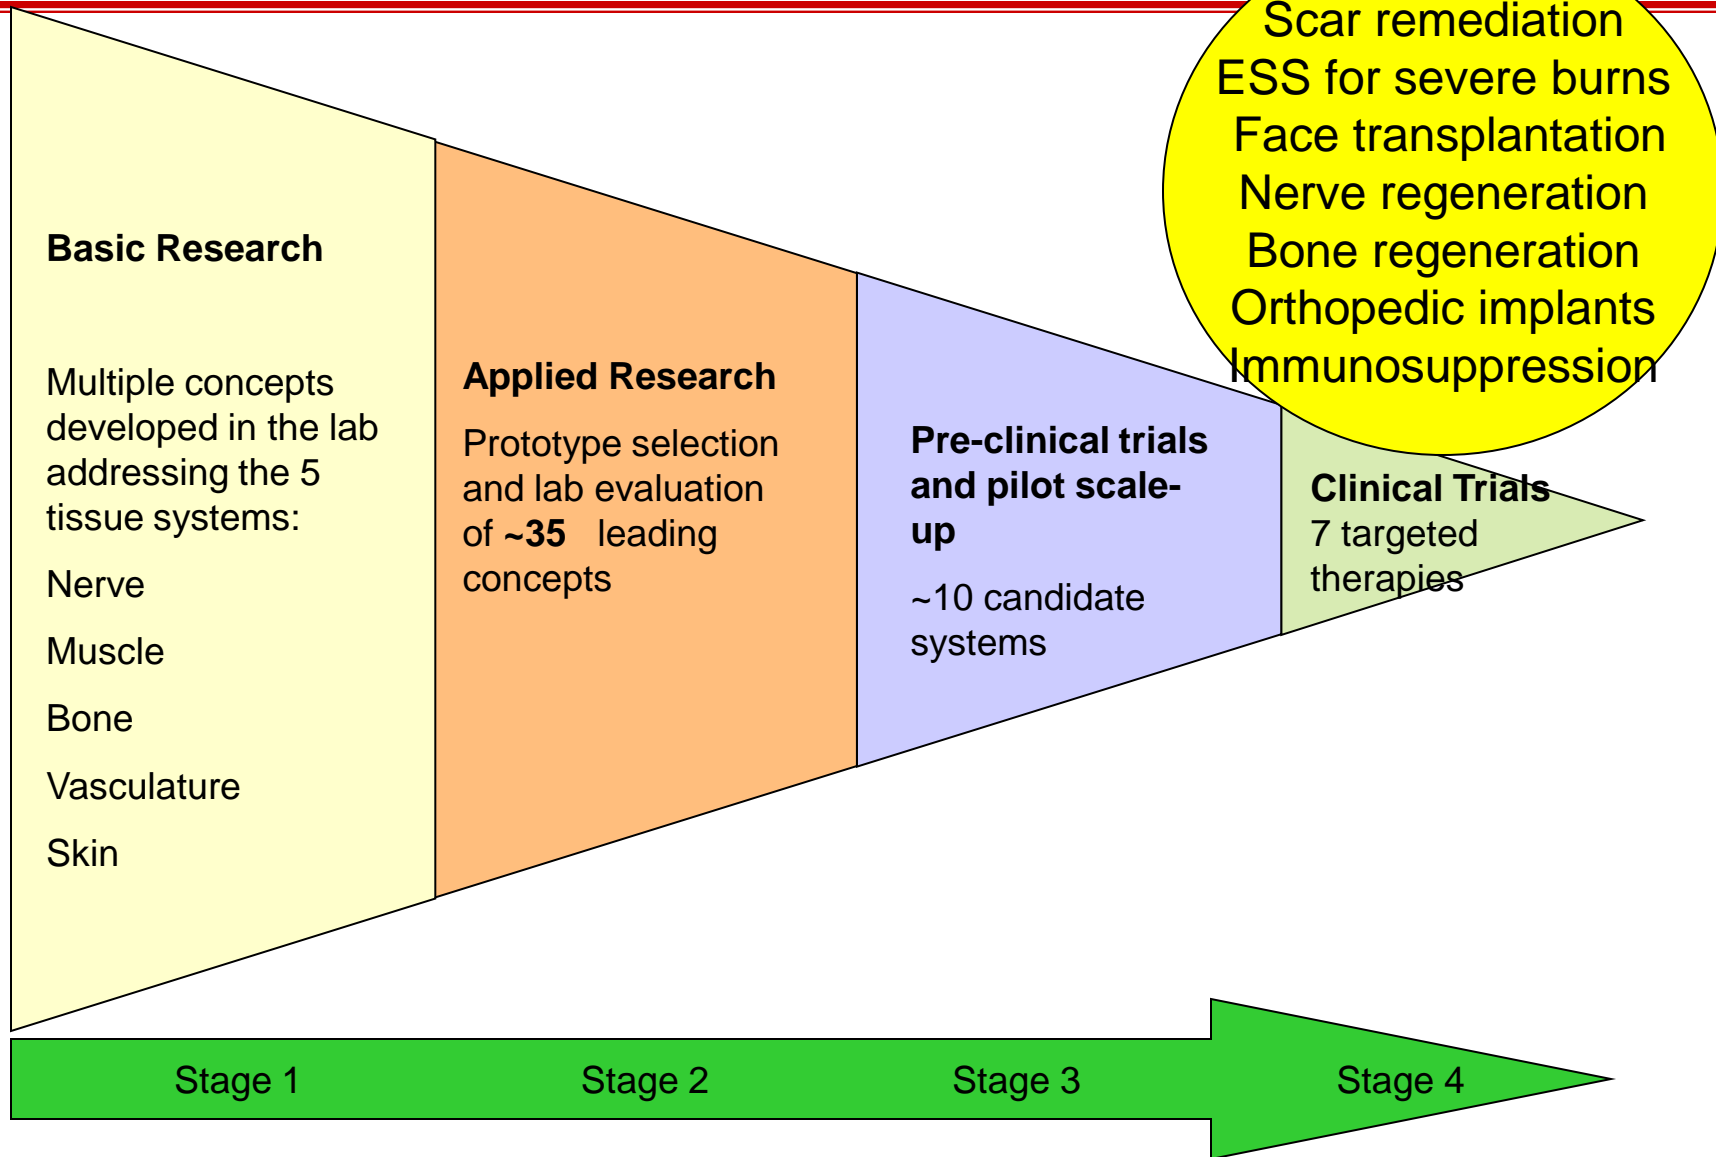 Scar remediation
ESS for severe burns
Face transplantation
Nerve regeneration
Bone regeneration
Orthopedic implants
Immunosuppression
Basic Research
Multiple concepts
developed in the lab
addressing the 5
tissue systems:
Nerve
Muscle
Bone
Vasculature
Skin
Applied Research
Prototype selection
and lab evaluation
of ~35 leading
concepts
Pre-clinical trials
and pilot scale-
up
~10 candidate
systems
Clinical Trials
7 targeted
therapies
Stage 1
Stage 2
Stage 3
Stage 4